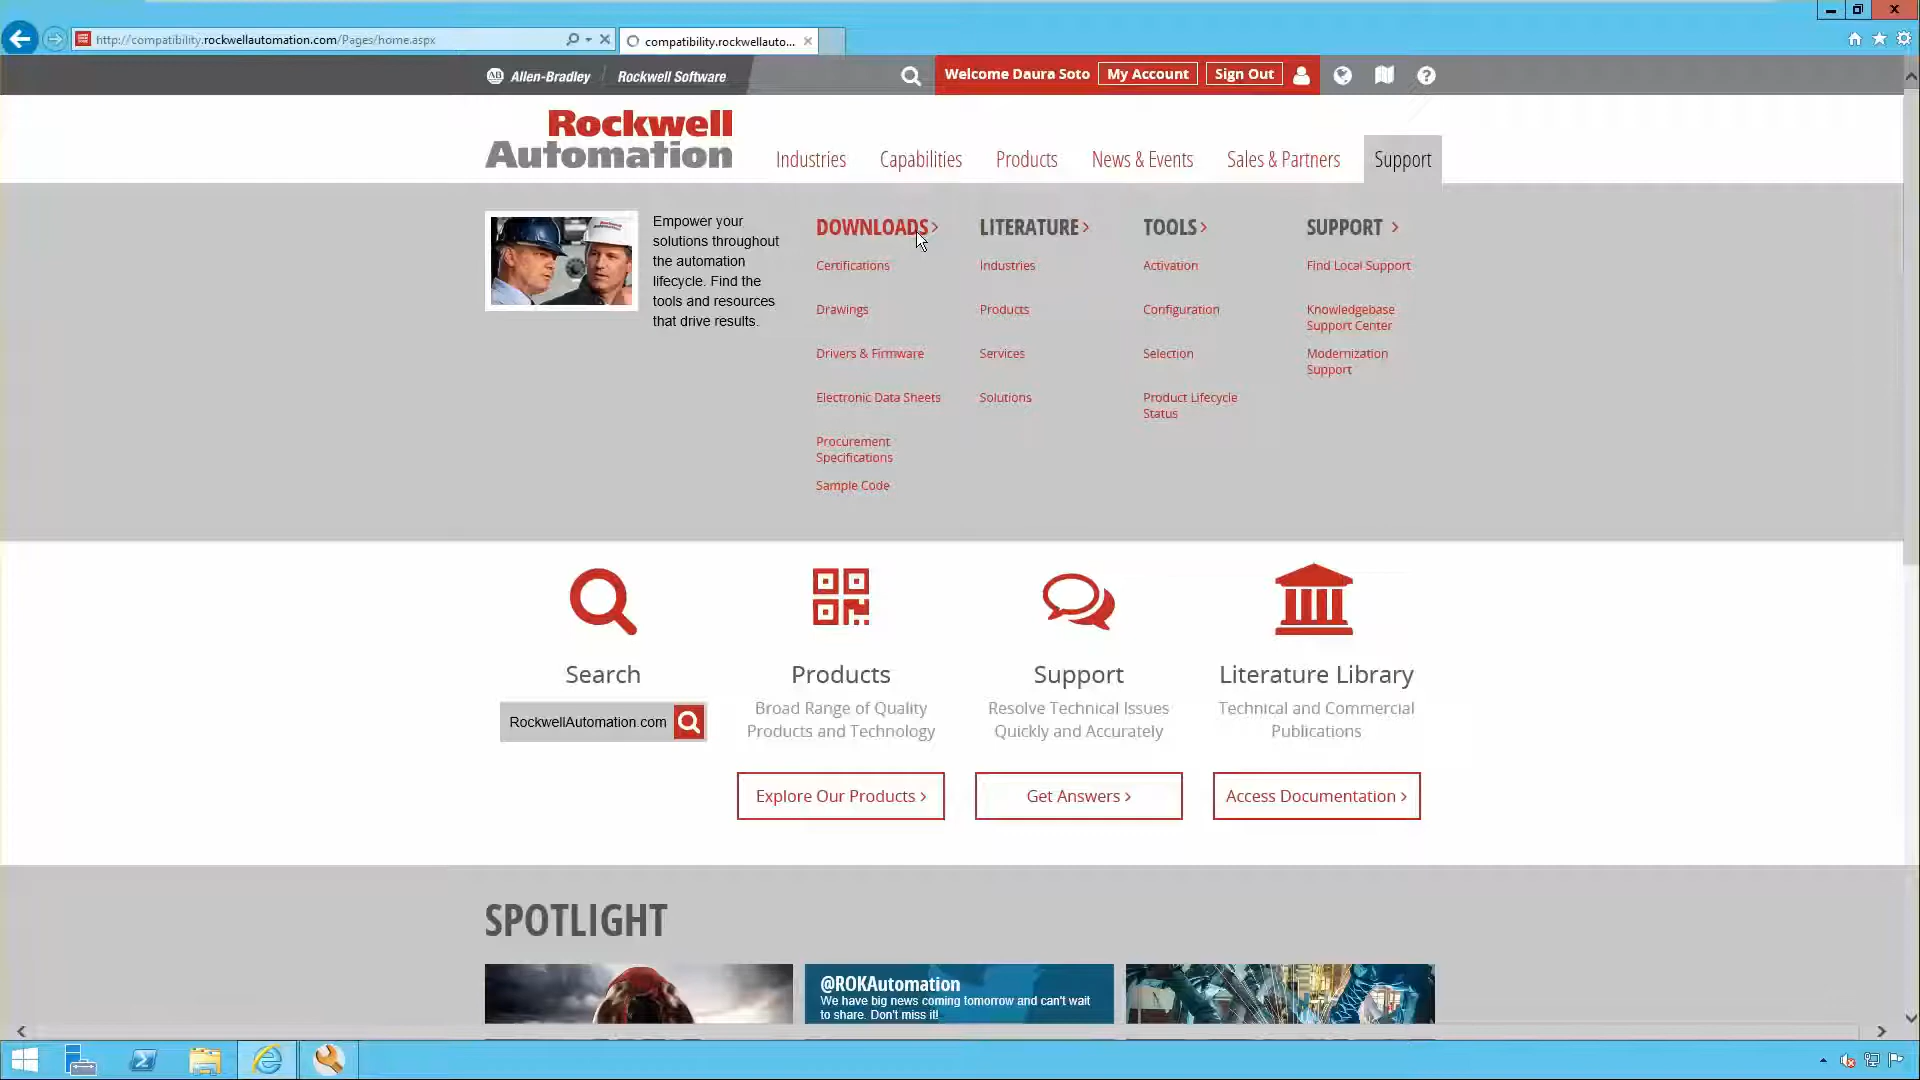 http://compatibility.rockwellautomation.com/Pages/home.aspx
compatibility.rockwellauto...
AB Allen-Bradley
Rockwell Software
Welcome Daura Soto
My Account
Sign Out
Rockwell
Automation
Industries
Capabilities
Products
News & Events
Sales & Partners
Support
Empower your
solutions throughout
the automation
lifecycle. Find the
tools and resources
that drive results.
DOWNLOADS
Certifications
Drawings
Drivers & Firmware
Electronic Data Sheets
Procurement
Specifications
Sample Code
LITERATURE
Industries
Products
Services
Solutions
TOOLS
Activation
Configuration
Selection
Product Lifecycle
Status
SUPPORT
Find Local Support
Knowledgebase
Support Center
Modernization
Support
Search
RockwellAutomation.com
Products
Broad Range of Quality
Products and Technology
Explore Our Products
Support
Resolve Technical Issues
Quickly and Accurately
Get Answers
Literature Library
Technical and Commercial
Publications
Access Documentation
SPOTLIGHT
@ROKAutomation
We have big news coming tomorrow and can't wait
to share. Don't miss it!